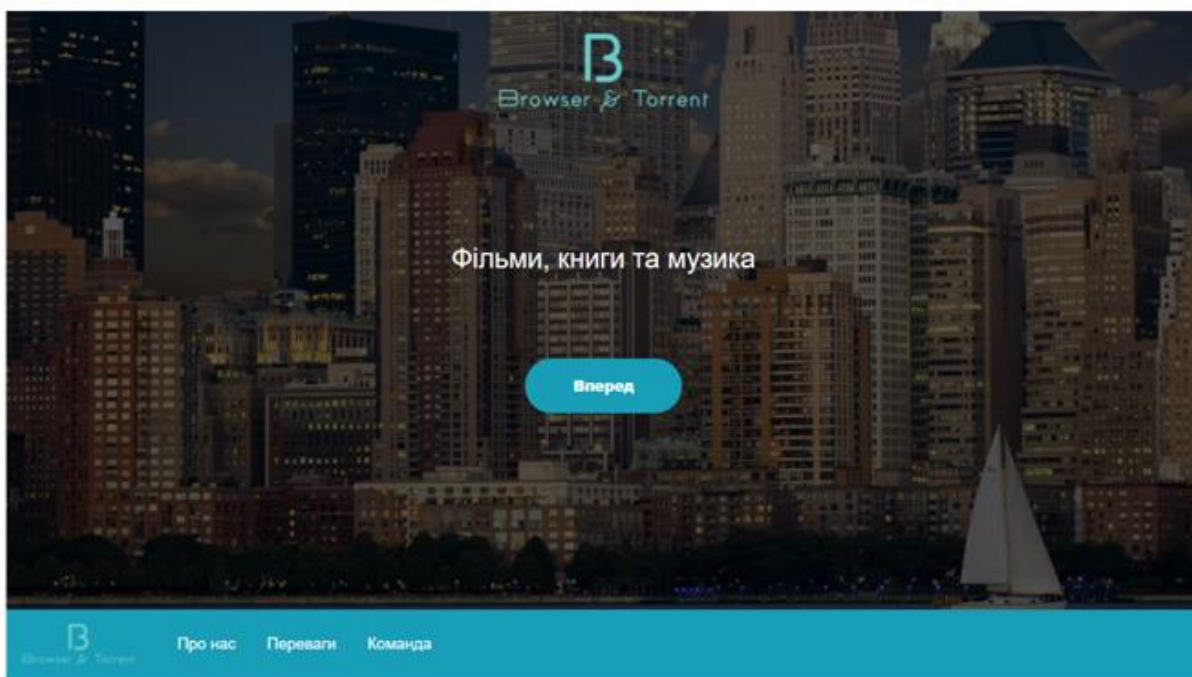 B
Browser & Torrent
Фільми, книги та музика
Вперед
B
Browser & Torrent
Про нас Переваги Команда